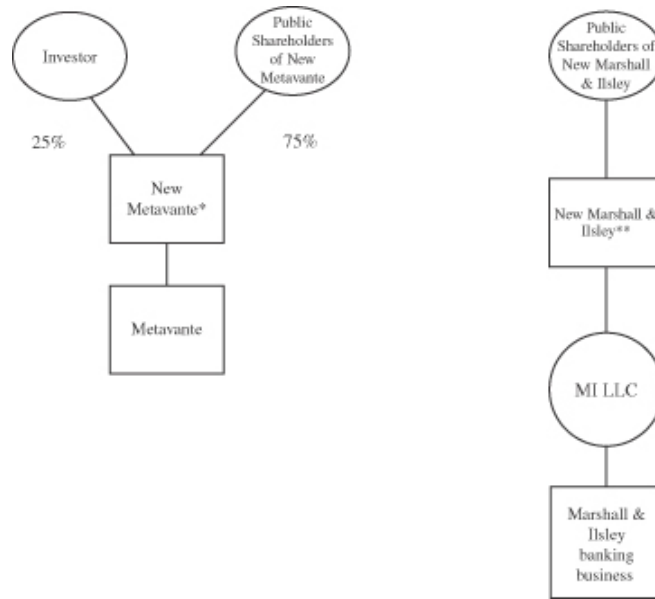 Investor
Public
Shareholders
of New
Metavante
25%
75%
New
Metavante*
Metavante
Public
Shareholders of
New Marshall
& Ilsley
New Marshall &
Ilsley**
MI LLC
Marshall &
Ilsley
banking
business